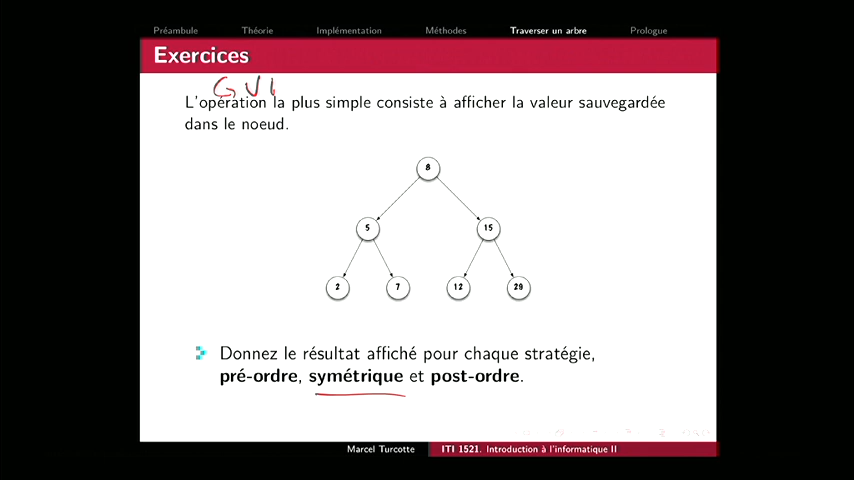 Préambule Théorie Implémentation Méthodes Traverser un arbre Prologue
Exercices
G V
L'opération la plus simple consiste à afficher la valeur sauvegardée
dans le noeud.
8
5 15
2 7 12 29
Donnez le résultat affiché pour chaque stratégie,
pré-ordre, symétrique et post-ordre.
Marcel Turcotte ITI 1521. Introduction à l'informatique II